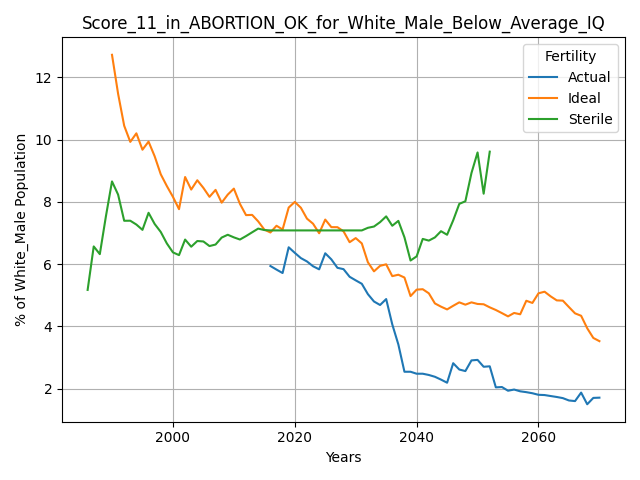 Score_11_in_ABORTION_OK_for_White_Male_Below_Average_IQ
% of White_Male Population
12
10
8
6
4
2
Fertility
Actual
Ideal
Sterile
2000
2020
2040
2060
Years